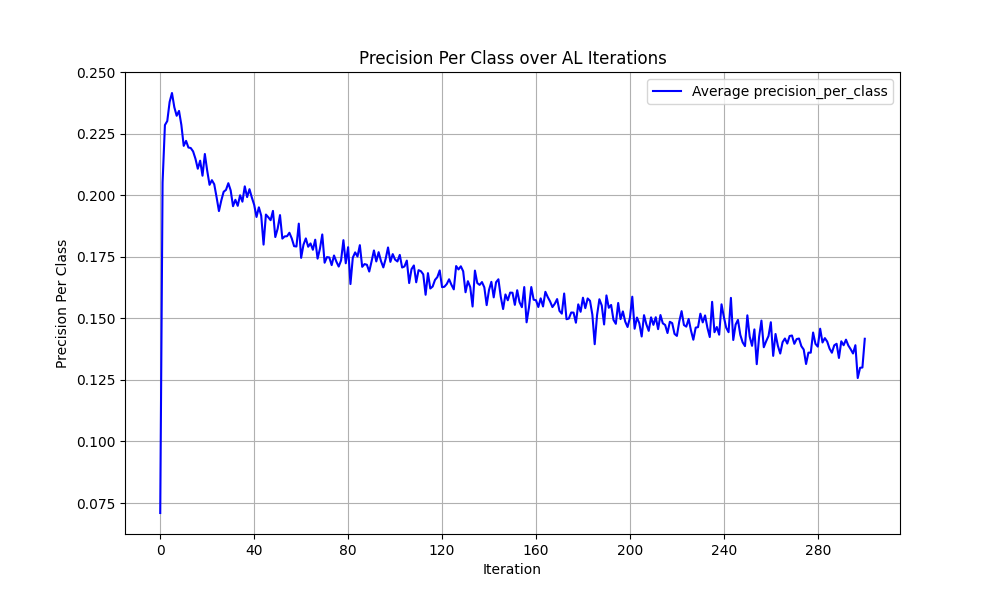 Precision Per Class over AL Iterations
Average precision_per_class
Precision Per Class
0.250
0.225
0.200
0.175
0.150
0.125
0.100
0.075
0 40 80 120 160 200 240 280
Iteration